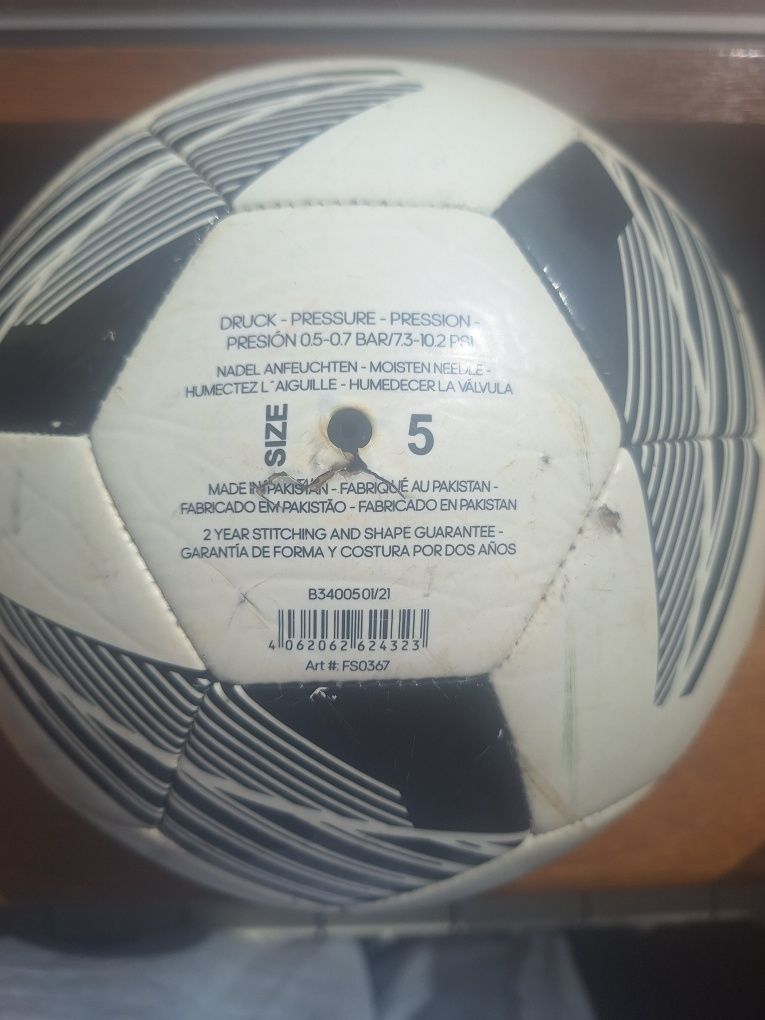 DRUCK - PRESSURE - PRESSION -
PRESIÓN 0.5-0.7 BAR/7.3-10.2 PSI
NADEL ANFEUCHTEN - MOISTEN NEEDLE -
HUMECTEZ L´AIGUILLE - HUMEDECER LA VÁLVULA
SIZE 5
MADE IN PAKISTAN - FABRIQUÉ AU PAKISTAN -
FABRICADO EM PAKISTÃO - FABRICADO EN PAKISTAN
2 YEAR STITCHING AND SHAPE GUARANTEE -
GARANTÍA DE FORMA Y COSTURA POR DOS AÑOS
B34005 01/21
4 062062 624323
Art #: FS0367